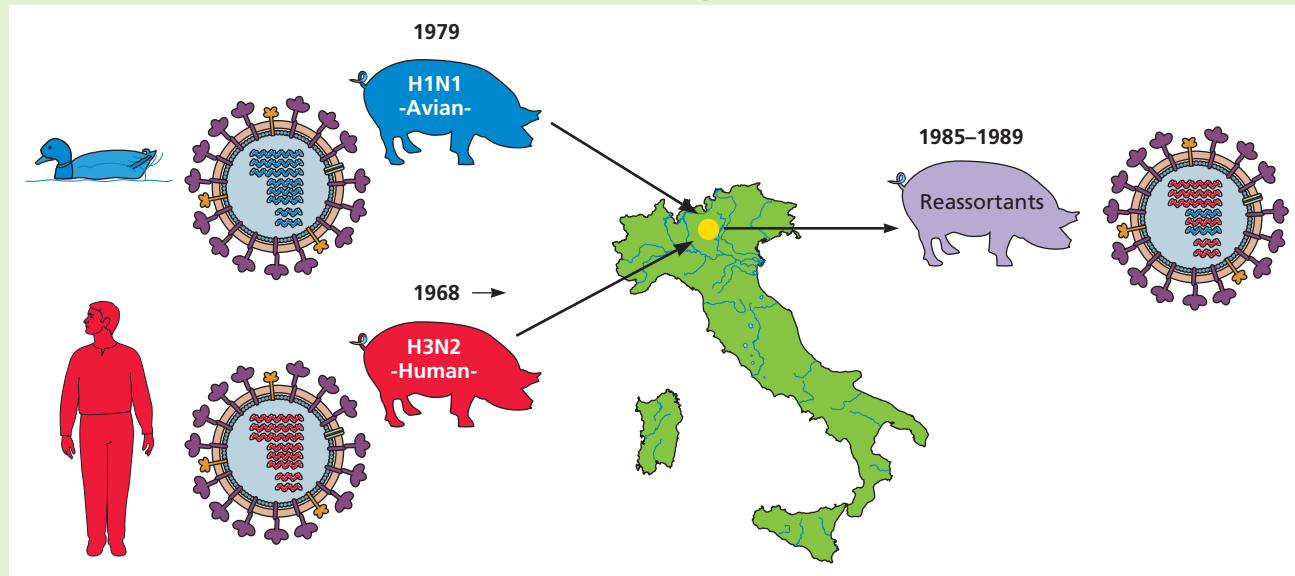 1979
H1N1
-Avian-
1985–1989
Reassortants
1968
H3N2
-Human-